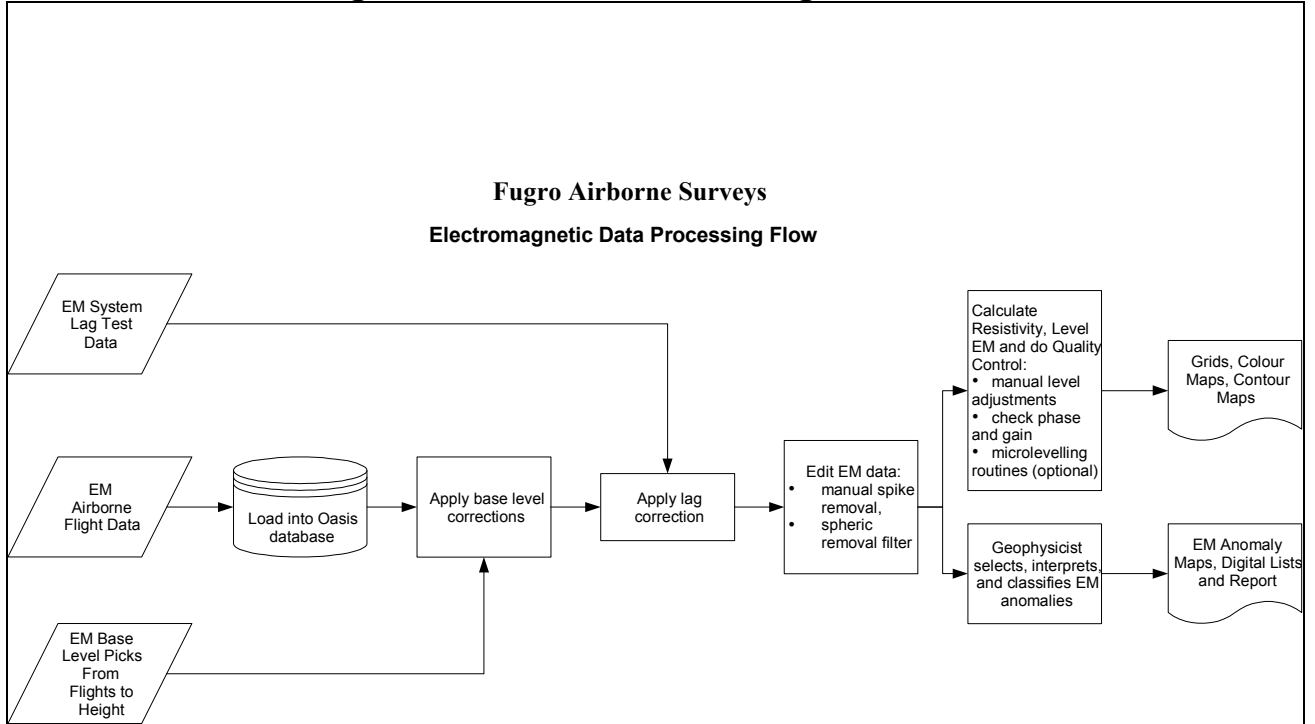 Fugro Airborne Surveys
Electromagnetic Data Processing Flow
EM System
Lag Test
Data
EM
Airborne
Flight Data
EM Base
Level Picks
From
Flights to
Height
Load into Oasis
database
Apply base level
corrections
Apply lag
correction
Edit EM data:
• manual spike
removal,
• spheric
removal filter
Calculate
Resistivity, Level
EM and do Quality
Control:
• manual level
adjustments
• check phase
and gain
• microlevelling
routines (optional)
Grids, Colour
Maps, Contour
Maps
Geophysicist
selects, interprets,
and classifies EM
anomalies
EM Anomaly
Maps, Digital Lists
and Report